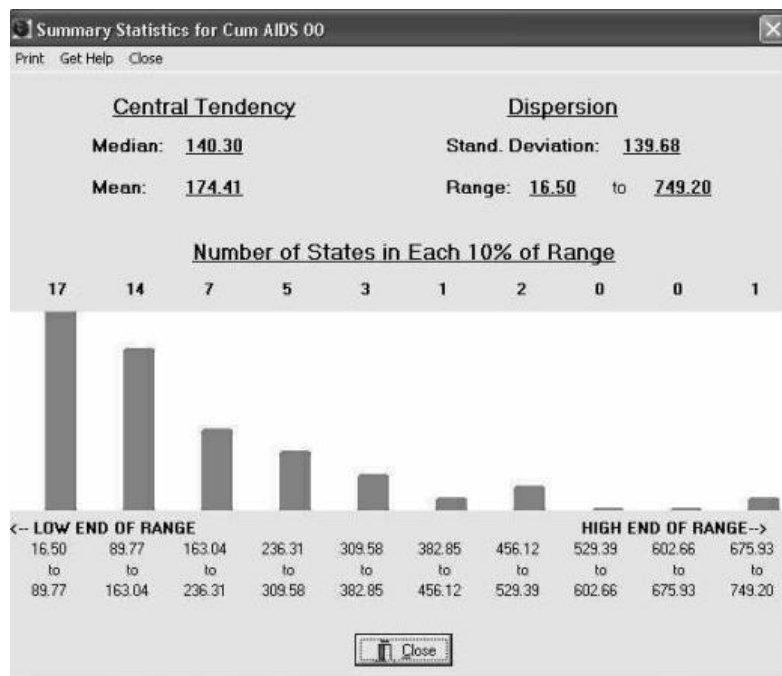 Summary Statistics for Cum AIDS 00
Print Get Help Close
Central Tendency Dispersion
Median: 140.30 Stand. Deviation: 139.68
Mean: 174.41 Range: 16.50 to 749.20
Number of States in Each 10% of Range
17 14 7 5 3 1 2 0 0 1
<-- LOW END OF RANGE HIGH END OF RANGE-->
16.50 89.77 163.04 236.31 309.58 382.85 456.12 529.39 602.66 675.93
to to to to to to to to to to
89.77 163.04 236.31 309.58 382.85 456.12 529.39 602.66 675.93 749.20
Close